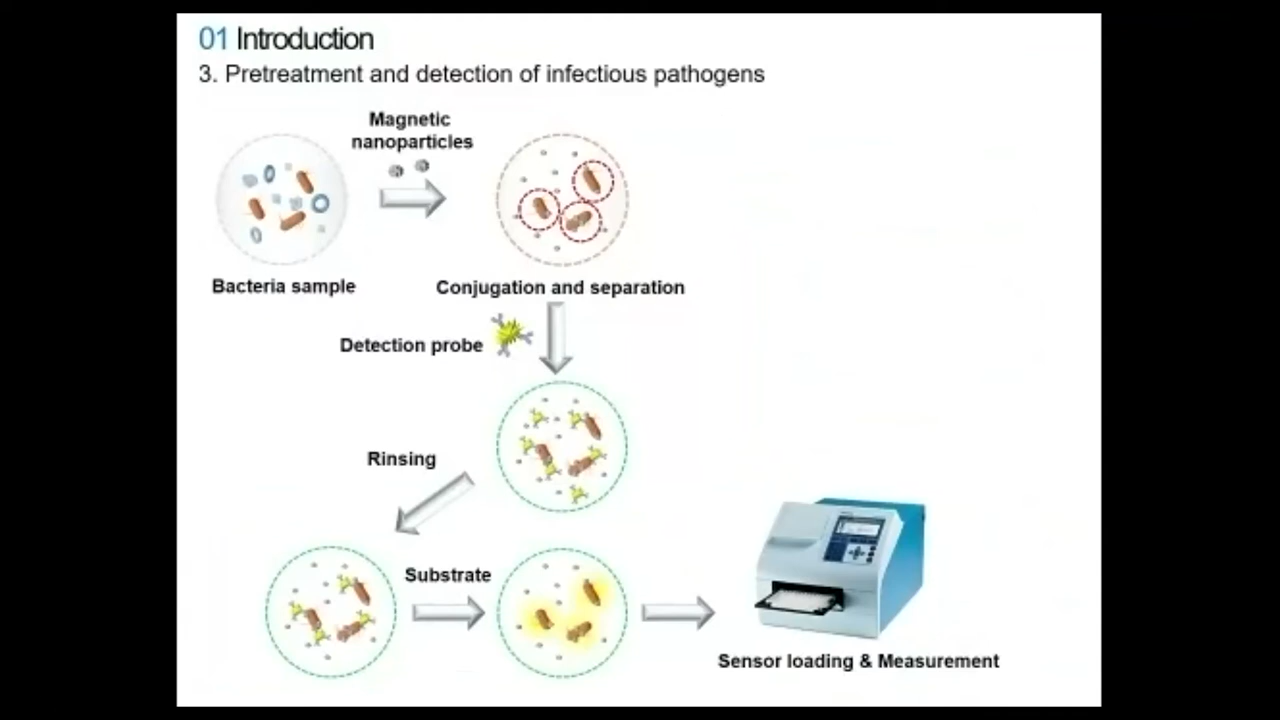 01 Introduction
3. Pretreatment and detection of infectious pathogens
Magnetic
nanoparticles
Bacteria sample
Conjugation and separation
Detection probe
Rinsing
Substrate
Sensor loading & Measurement